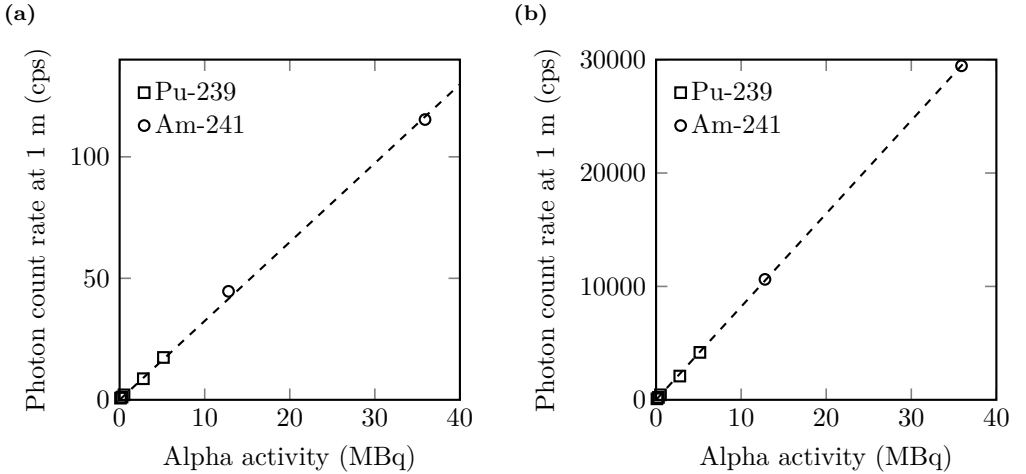 (a)
Photon count rate at 1 m (cps)
100
50
0
Pu-239
Am-241
0 10 20 30 40
Alpha activity (MBq)
(b)
Photon count rate at 1 m (cps)
30000
20000
10000
0
Pu-239
Am-241
0 10 20 30 40
Alpha activity (MBq)